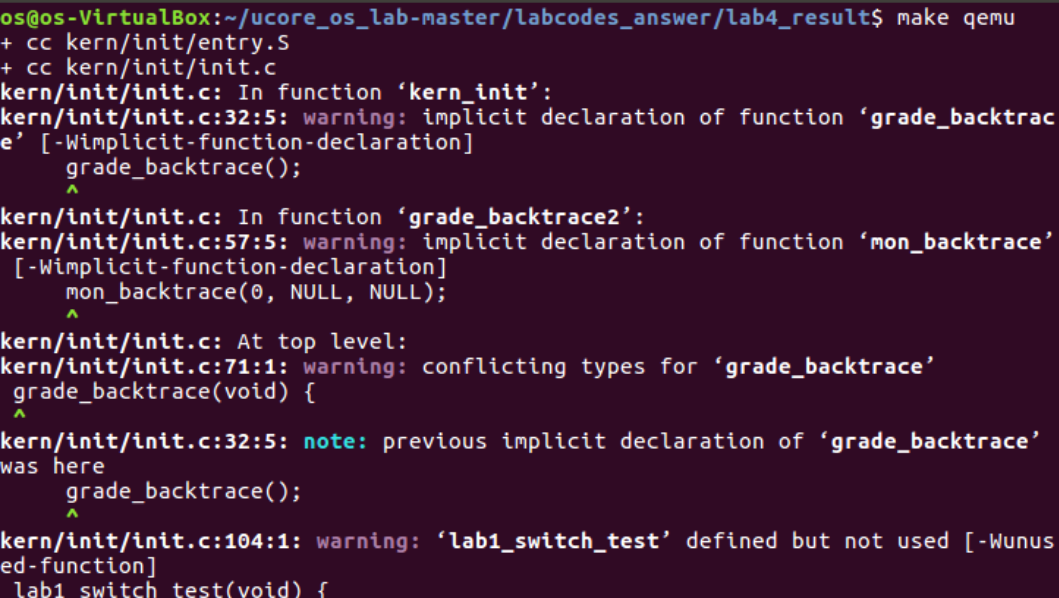 os@os-VirtualBox:~/ucore_os_lab-master/labcodes_answer/lab4_result$ make qemu
+ cc kern/init/entry.S
+ cc kern/init/init.c
kern/init/init.c: In function ‘kern_init’:
kern/init/init.c:32:5: warning: implicit declaration of function ‘grade_backtrac
e’ [-Wimplicit-function-declaration]
     grade_backtrace();
     ^
kern/init/init.c: In function ‘grade_backtrace2’:
kern/init/init.c:57:5: warning: implicit declaration of function ‘mon_backtrace’
 [-Wimplicit-function-declaration]
     mon_backtrace(0, NULL, NULL);
     ^
kern/init/init.c: At top level:
kern/init/init.c:71:1: warning: conflicting types for ‘grade_backtrace’
 grade_backtrace(void) {
 ^
kern/init/init.c:32:5: note: previous implicit declaration of ‘grade_backtrace’
was here
     grade_backtrace();
     ^
kern/init/init.c:104:1: warning: ‘lab1_switch_test’ defined but not used [-Wunus
ed-function]
 lab1_switch_test(void) {